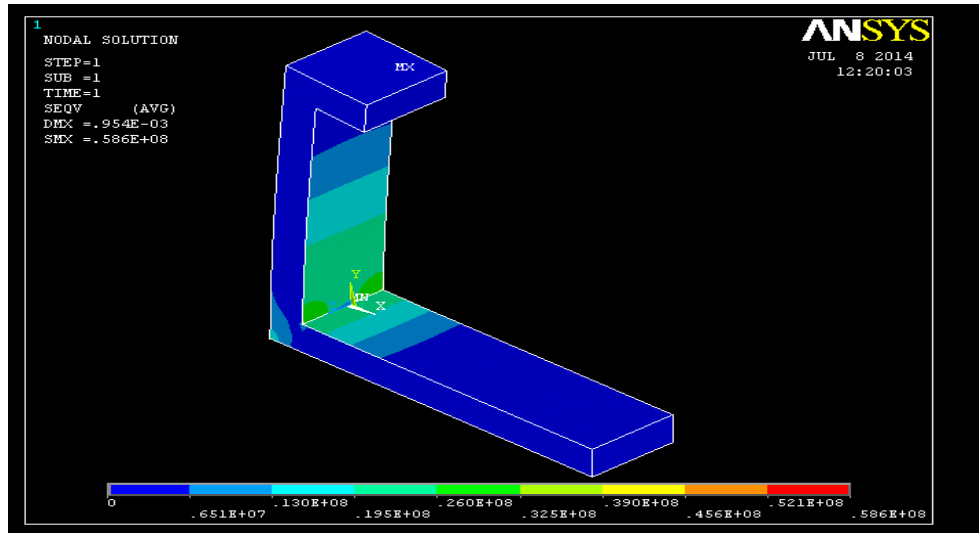 1
NODAL SOLUTION
STEP=1
SUB =1
TIME=1
SEQV (AVG)
DMX =.954E-03
SMX =.586E+08
ANSYS
JUL 8 2014
12:20:03
MX
Y
MN
X
0 .130E+08 .260E+08 .390E+08 .521E+08
.651E+07 .195E+08 .325E+08 .456E+08 .586E+08